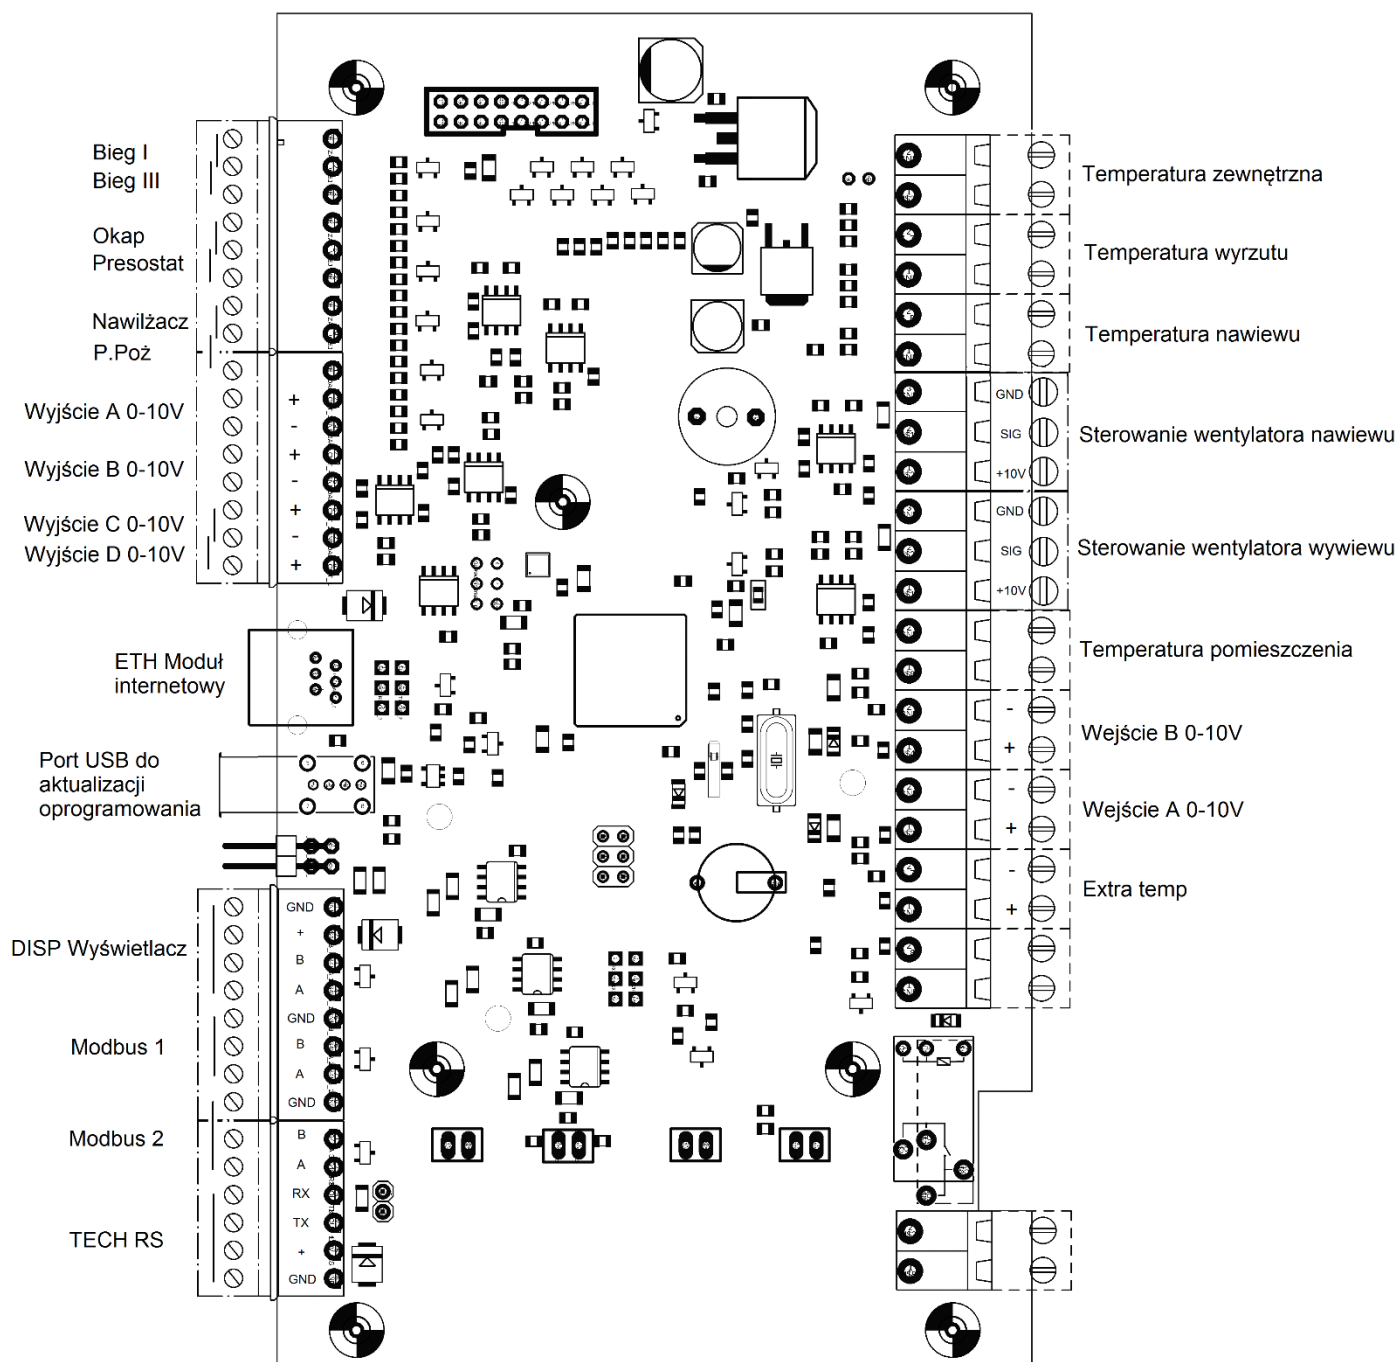 Bieg I
Bieg III
Okap
Presostat
Nawilżacz
P.Poż
Wyjście A 0-10V
+
-
Wyjście B 0-10V
+
-
Wyjście C 0-10V
+
-
Wyjście D 0-10V
+
ETH Moduł
internetowy
Port USB do
aktualizacji
oprogramowania
DISP Wyświetlacz
GND
+
B
A
Modbus 1
GND
B
A
GND
Modbus 2
B
A
TECH RS
RX
TX
+
GND
Temperatura zewnętrzna
Temperatura wyrzutu
Temperatura nawiewu
GND
SIG
+10V
Sterowanie wentylatora nawiewu
GND
SIG
+10V
Sterowanie wentylatora wywiewu
Temperatura pomieszczenia
-
+
Wejście B 0-10V
-
+
Wejście A 0-10V
-
+
Extra temp